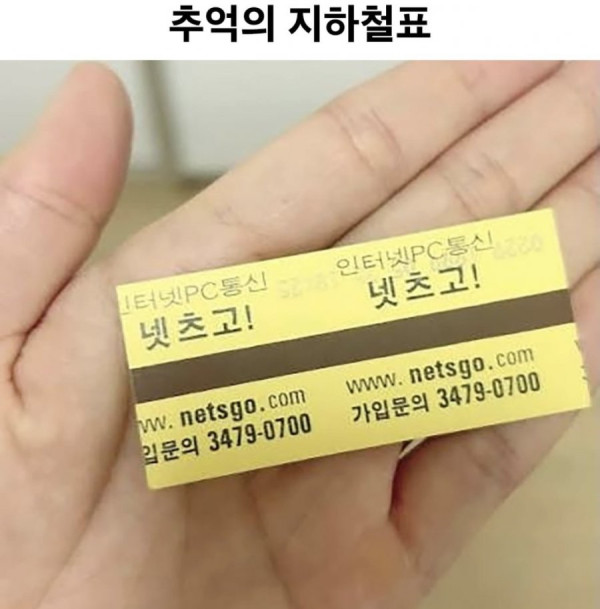 추억의 지하철표
인터넷PC통신
넷츠고!
인터넷PC통신
넷츠고!
ww. netsgo.com
입문의 3479-0700
www. netsgo.com
가입문의 3479-0700